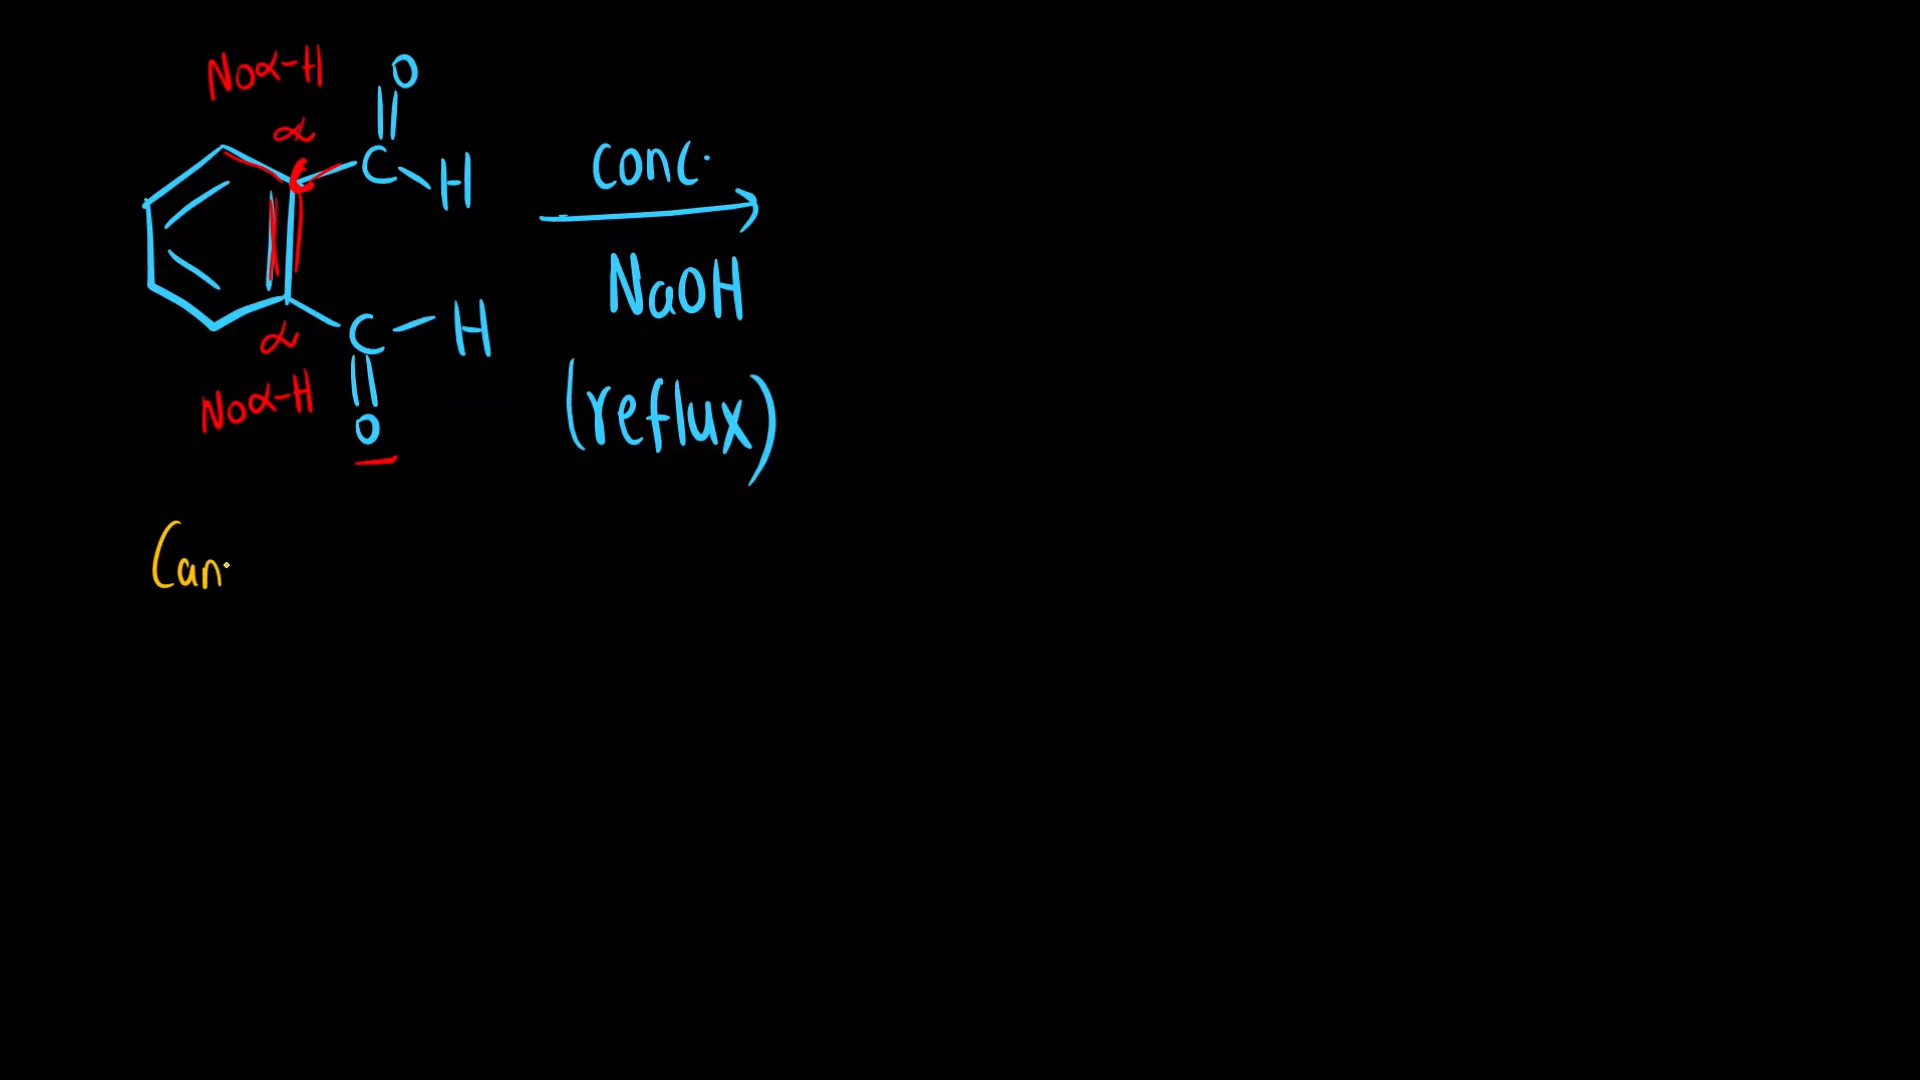 No α-H
O
α
C
C
H
conc.
NaOH
(reflux)
C
H
α
No α-H
O
Can